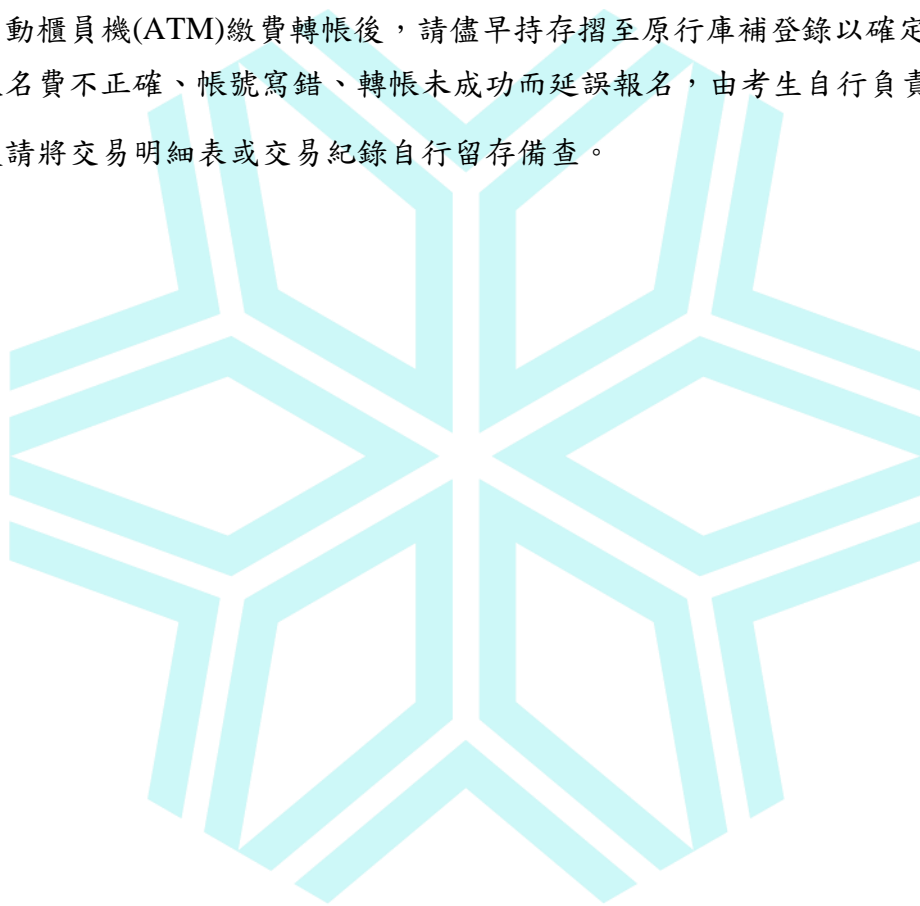 動櫃員機(ATM)繳費轉帳後,請儘早持存摺至原行庫補登錄以確定
名費不正確、帳號寫錯、轉帳未成功而延誤報名,由考生自行負責
請將交易明細表或交易紀錄自行留存備查。